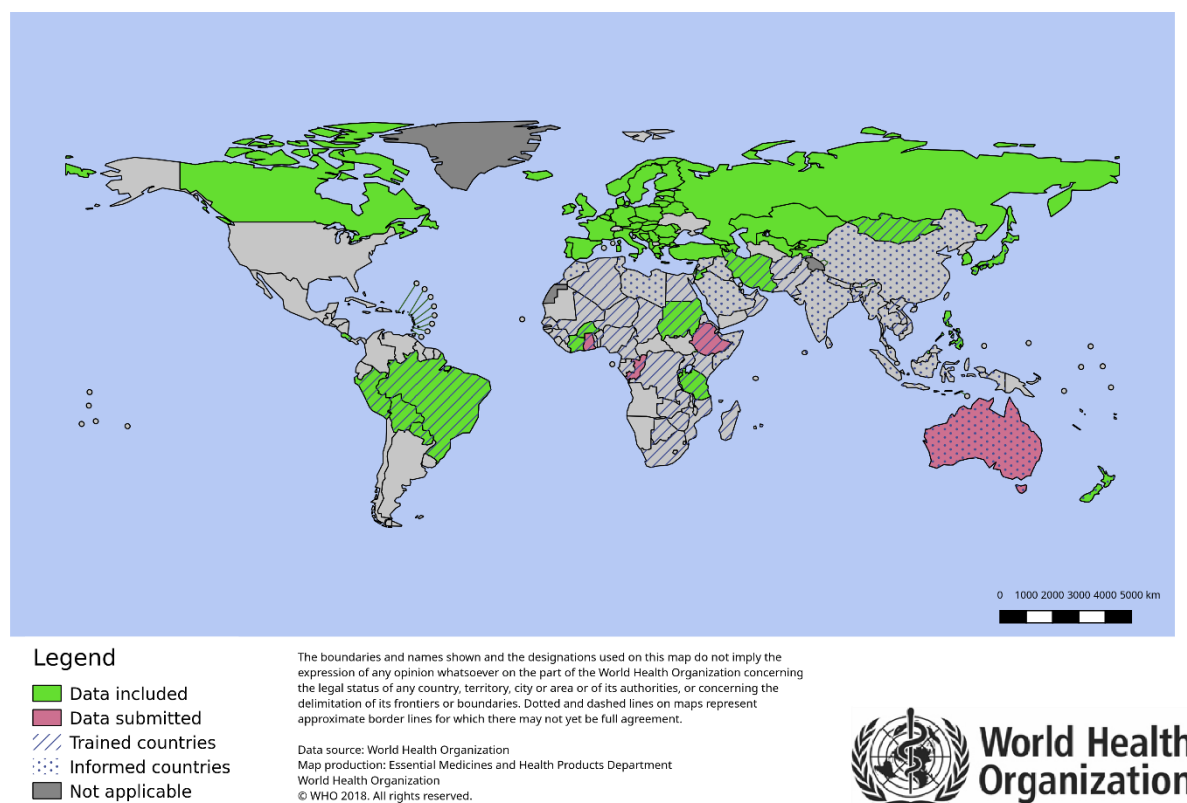 0 1000 2000 3000 4000 5000 km
Legend
Data included
Data submitted
Trained countries
Informed countries
Not applicable
The boundaries and names shown and the designations used on this map do not imply the
expression of any opinion whatsoever on the part of the World Health Organization concerning
the legal status of any country, territory, city or area or of its authorities, or concerning the
delimitation of its frontiers or boundaries. Dotted and dashed lines on maps represent
approximate border lines for which there may not yet be full agreement.
Data source: World Health Organization
Map production: Essential Medicines and Health Products Department
World Health Organization
© WHO 2018. All rights reserved.
World Health
Organization